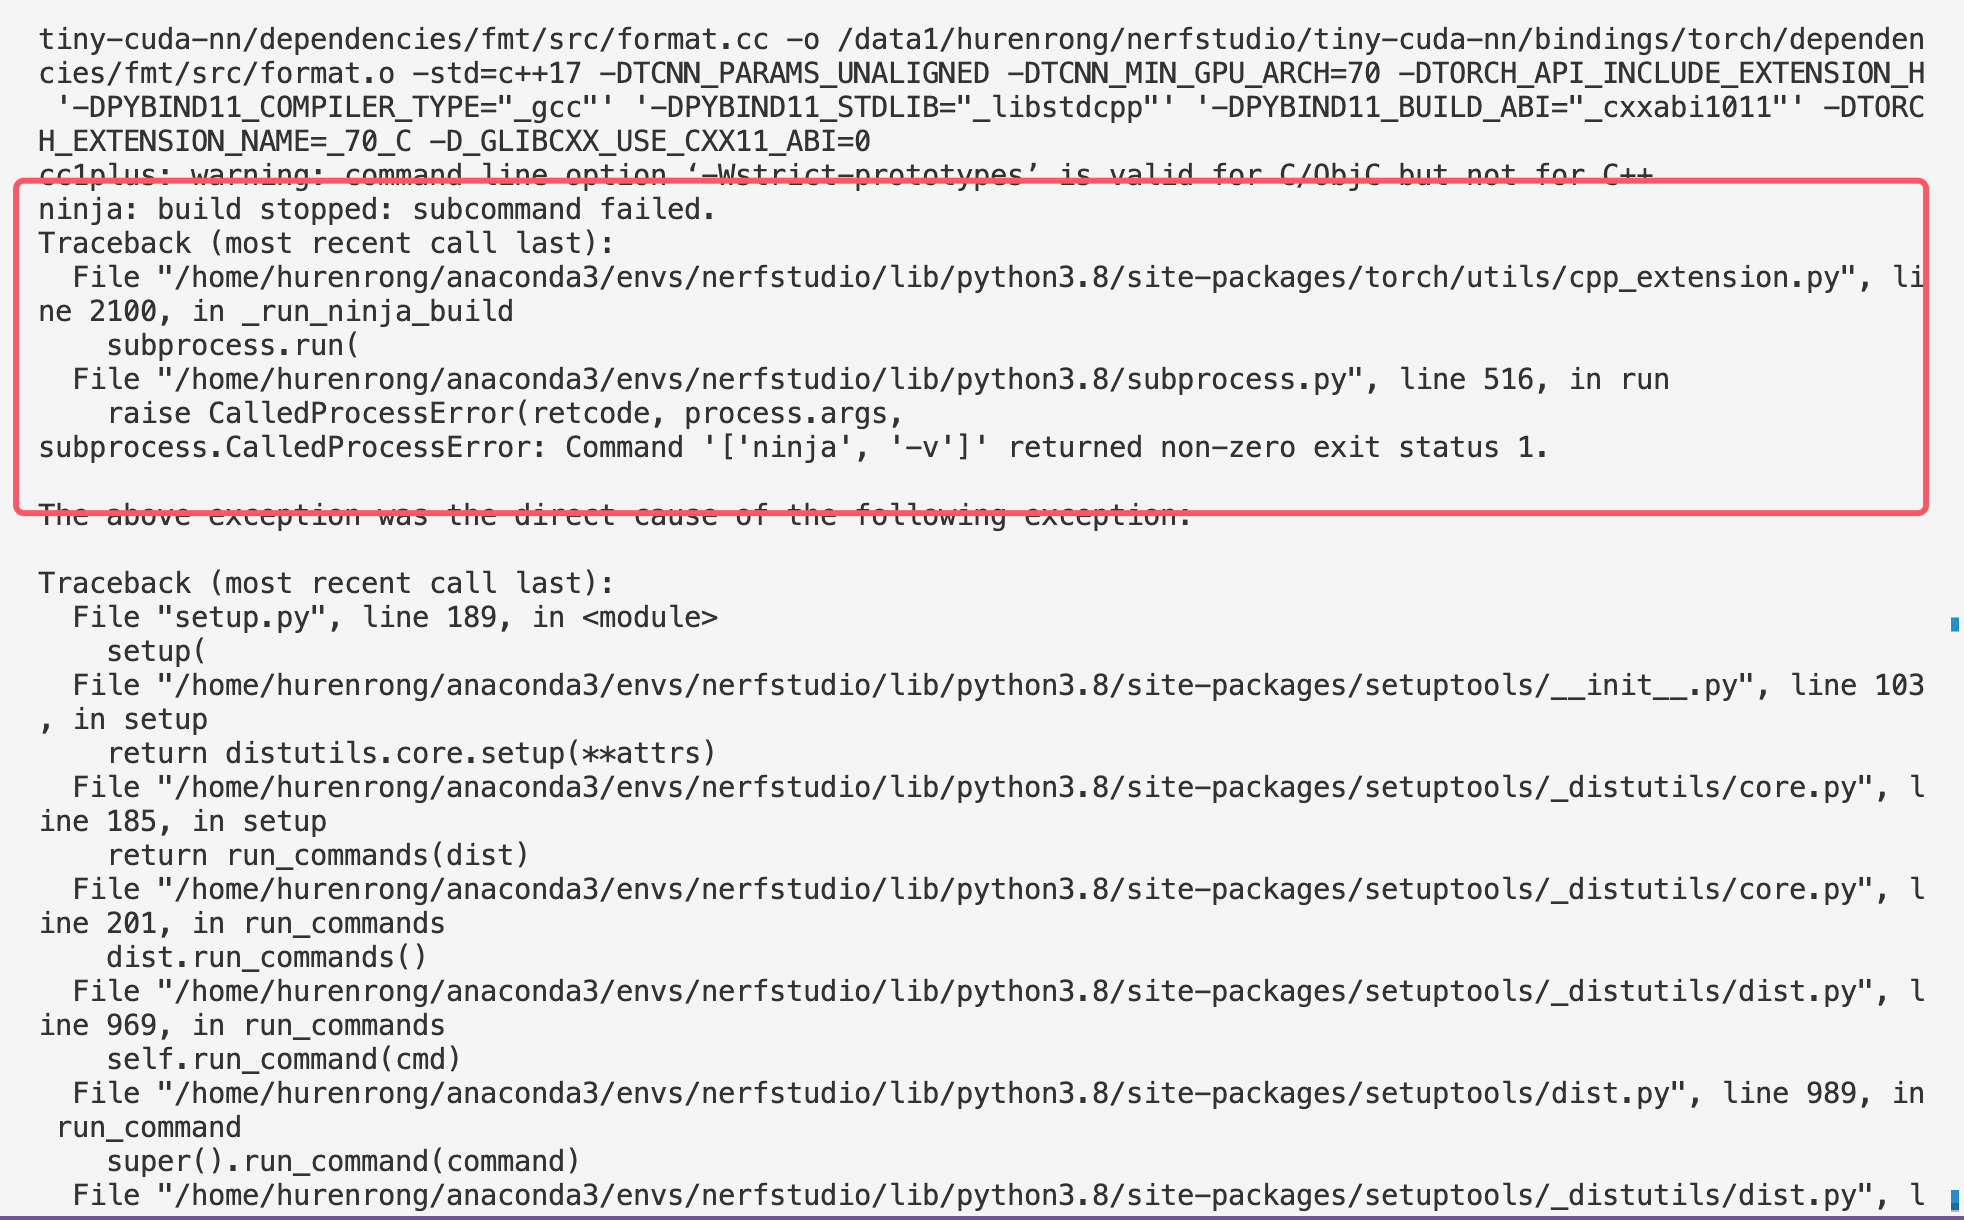 tiny-cuda-nn/dependencies/fmt/src/format.cc -o /data1/hurenrong/nerfstudio/tiny-cuda-nn/bindings/torch/dependen
cies/fmt/src/format.o -std=c++17 -DTCNN_PARAMS_UNALIGNED -DTCNN_MIN_GPU_ARCH=70 -DTORCH_API_INCLUDE_EXTENSION_H
 '-DPYBIND11_COMPILER_TYPE="_gcc"' '-DPYBIND11_STDLIB="_libstdcpp"' '-DPYBIND11_BUILD_ABI="_cxxabi1011"' -DTORC
H_EXTENSION_NAME=_70_C -D_GLIBCXX_USE_CXX11_ABI=0
cc1plus: warning: command line option ‘-Wstrict-prototypes’ is valid for C/ObjC but not for C++
ninja: build stopped: subcommand failed.
Traceback (most recent call last):
  File "/home/hurenrong/anaconda3/envs/nerfstudio/lib/python3.8/site-packages/torch/utils/cpp_extension.py", li
ne 2100, in _run_ninja_build
    subprocess.run(
  File "/home/hurenrong/anaconda3/envs/nerfstudio/lib/python3.8/subprocess.py", line 516, in run
    raise CalledProcessError(retcode, process.args,
subprocess.CalledProcessError: Command '['ninja', '-v']' returned non-zero exit status 1.
The above exception was the direct cause of the following exception:
Traceback (most recent call last):
  File "setup.py", line 189, in <module>
    setup(
  File "/home/hurenrong/anaconda3/envs/nerfstudio/lib/python3.8/site-packages/setuptools/__init__.py", line 103
, in setup
    return distutils.core.setup(**attrs)
  File "/home/hurenrong/anaconda3/envs/nerfstudio/lib/python3.8/site-packages/setuptools/_distutils/core.py", l
ine 185, in setup
    return run_commands(dist)
  File "/home/hurenrong/anaconda3/envs/nerfstudio/lib/python3.8/site-packages/setuptools/_distutils/core.py", l
ine 201, in run_commands
    dist.run_commands()
  File "/home/hurenrong/anaconda3/envs/nerfstudio/lib/python3.8/site-packages/setuptools/_distutils/dist.py", l
ine 969, in run_commands
    self.run_command(cmd)
  File "/home/hurenrong/anaconda3/envs/nerfstudio/lib/python3.8/site-packages/setuptools/dist.py", line 989, in
 run_command
    super().run_command(command)
  File "/home/hurenrong/anaconda3/envs/nerfstudio/lib/python3.8/site-packages/setuptools/_distutils/dist.py", l